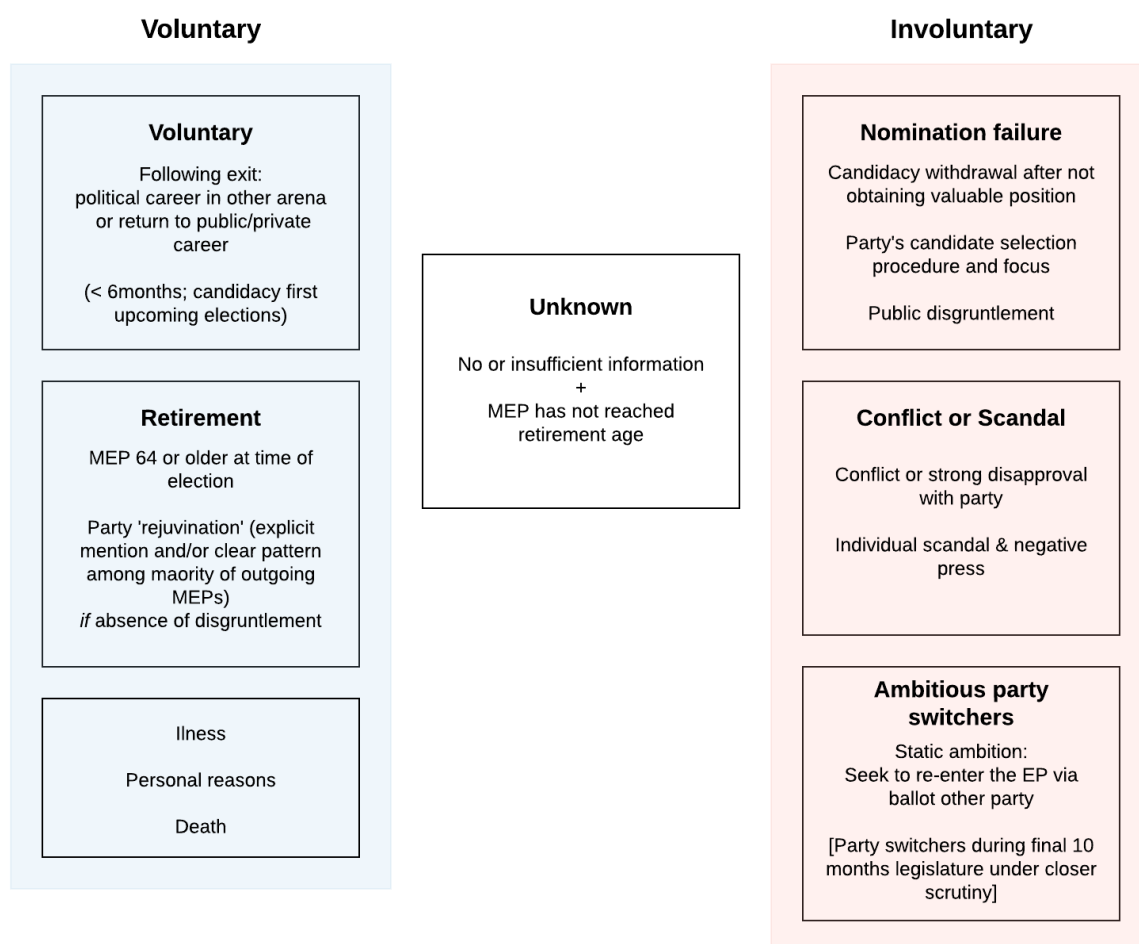 Voluntary
Voluntary
Following exit:
political career in other arena
or return to public/private
career
(< 6months; candidacy first
upcoming elections)
Retirement
MEP 64 or older at time of
election
Party 'rejuvination' (explicit
mention and/or clear pattern
among maority of outgoing
MEPs)
if absence of disgruntlement
Ilness
Personal reasons
Death
Unknown
No or insufficient information
+
MEP has not reached
retirement age
Involuntary
Nomination failure
Candidacy withdrawal after not
obtaining valuable position
Party's candidate selection
procedure and focus
Public disgruntlement
Conflict or Scandal
Conflict or strong disapproval
with party
Individual scandal & negative
press
Ambitious party
switchers
Static ambition:
Seek to re-enter the EP via
ballot other party
[Party switchers during final 10
months legislature under closer
scrutiny]